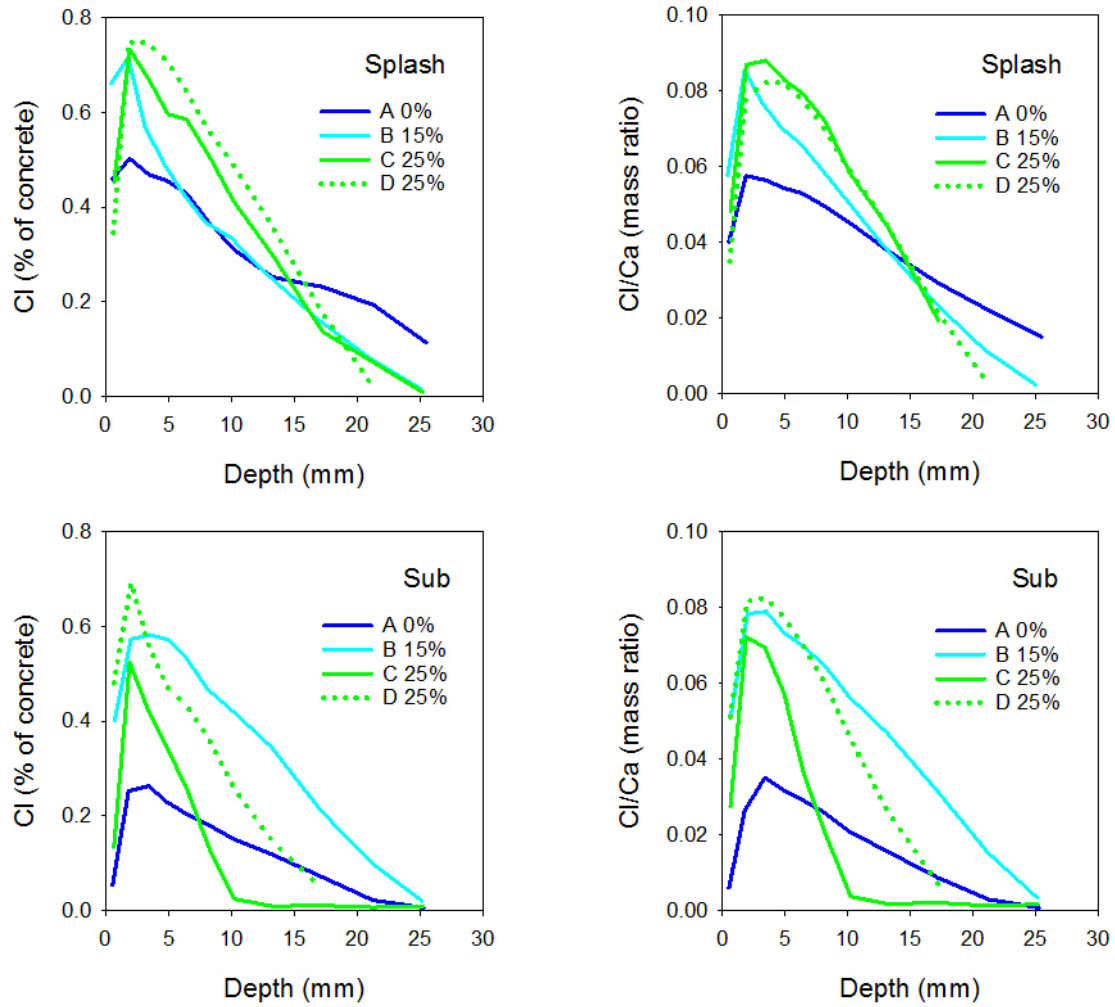 Splash
A 0%
B 15%
C 25%
D 25%
Cl (% of concrete)
0.8
0.6
0.4
0.2
0.0
0 5 10 15 20 25 30
Depth (mm)
Splash
A 0%
B 15%
C 25%
D 25%
Cl/Ca (mass ratio)
0.10
0.08
0.06
0.04
0.02
0.00
0 5 10 15 20 25 30
Depth (mm)
Sub
A 0%
B 15%
C 25%
D 25%
Cl (% of concrete)
0.8
0.6
0.4
0.2
0.0
0 5 10 15 20 25 30
Depth (mm)
Sub
A 0%
B 15%
C 25%
D 25%
Cl/Ca (mass ratio)
0.10
0.08
0.06
0.04
0.02
0.00
0 5 10 15 20 25 30
Depth (mm)